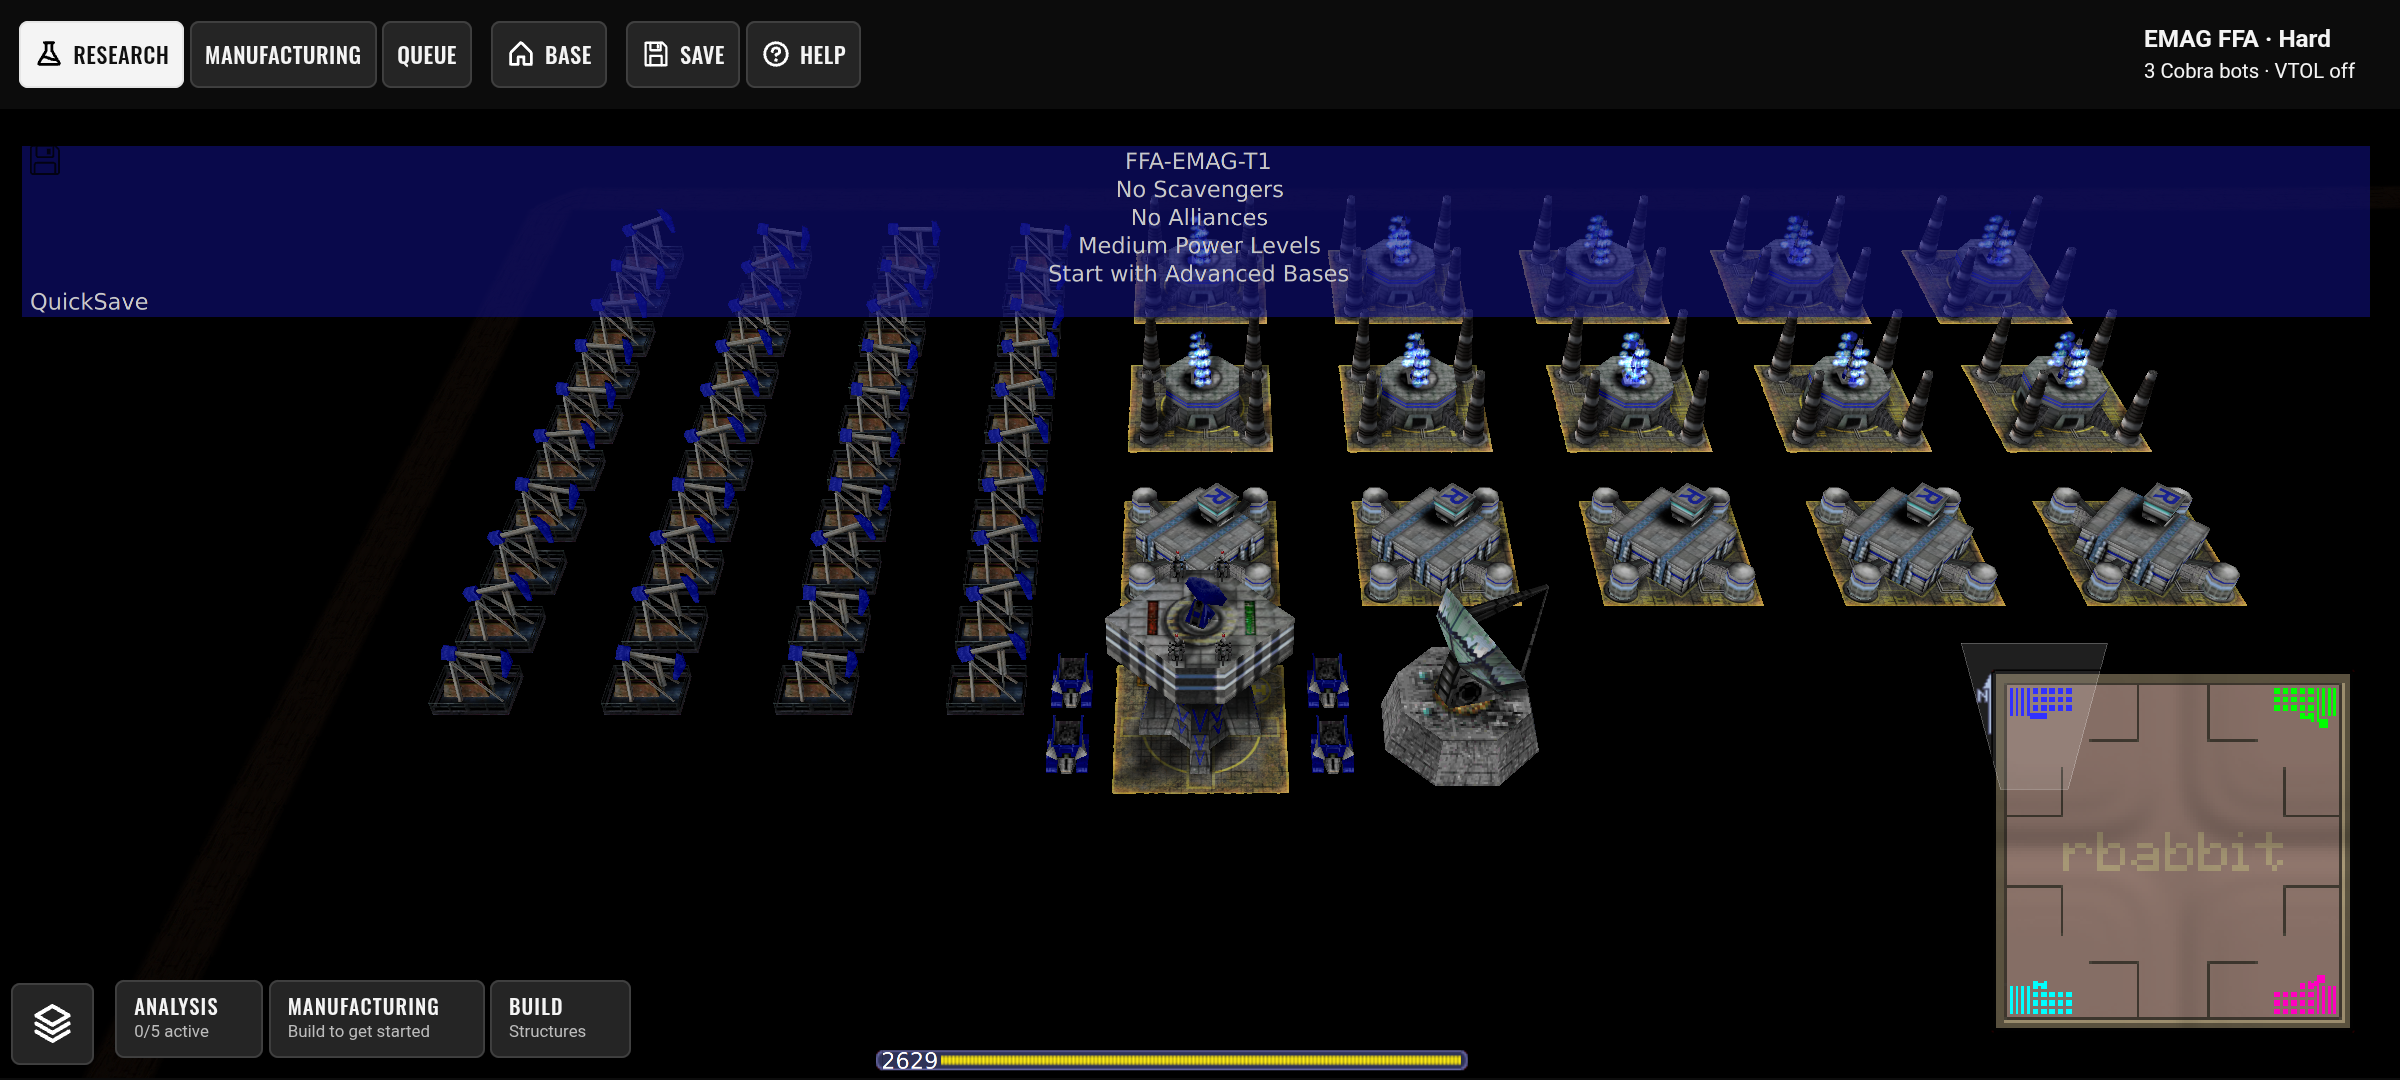 RESEARCH
MANUFACTURING
QUEUE
BASE
SAVE
HELP
EMAG FFA · Hard
3 Cobra bots · VTOL off
FFA-EMAG-T1
No Scavengers
No Alliances
Medium Power Levels
Start with Advanced Bases
QuickSave
R
R
R
R
R
N
rbabbit
ANALYSIS
0/5 active
MANUFACTURING
Build to get started
BUILD
Structures
2629